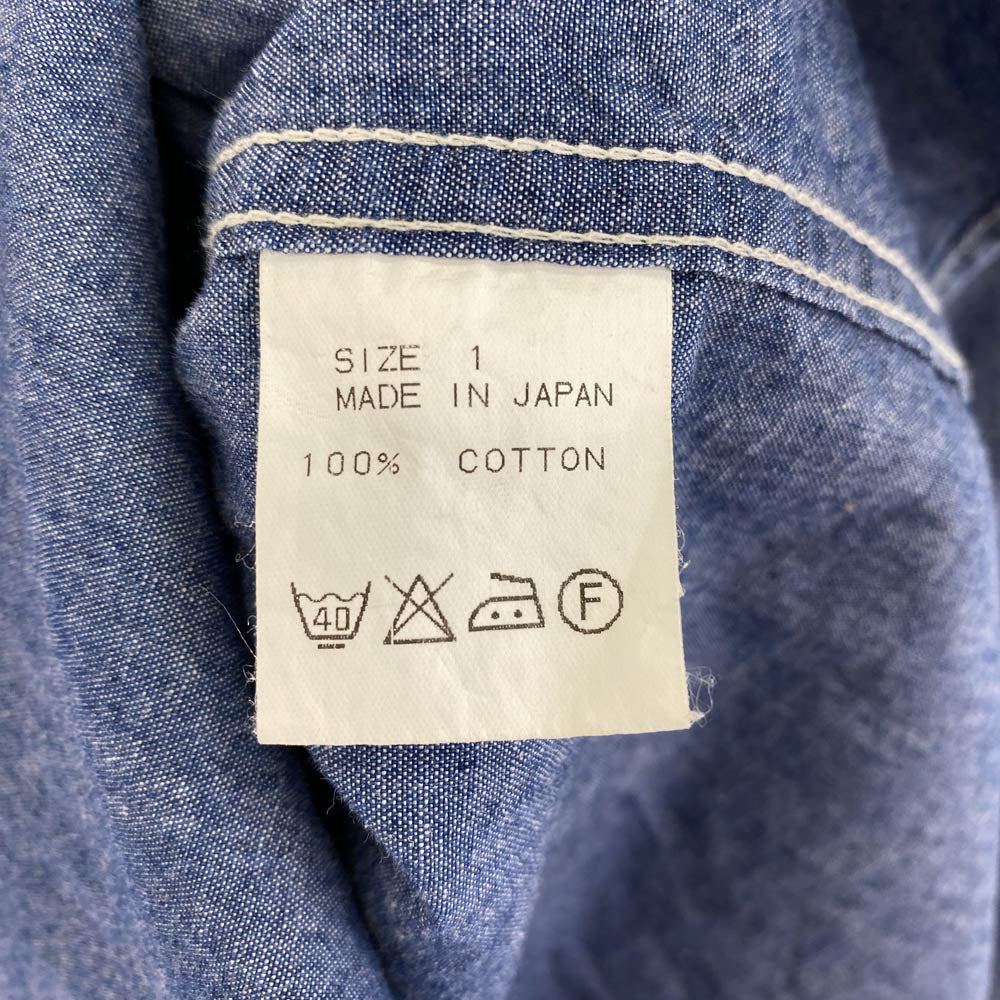 SIZE 1
MADE IN JAPAN
100% COTTON
40 F